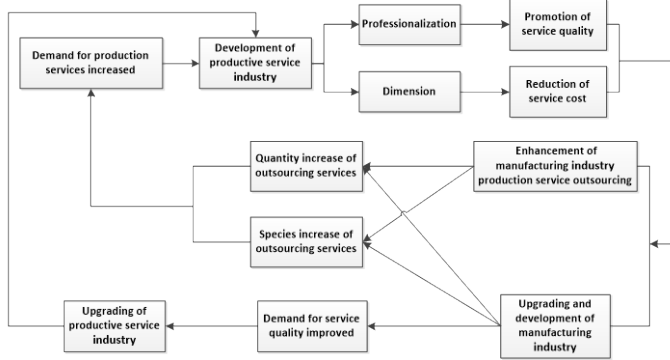 Professionalization
Promotion of
service quality
Demand for production
services increased
Development of
productive service
industry
Dimension
Reduction of
service cost
Quantity increase of
outsourcing services
Enhancement of
manufacturing industry
production service outsourcing
Species increase of
outsourcing services
Upgrading of
productive service
industry
Demand for service
quality improved
Upgrading and
development of
manufacturing
industry